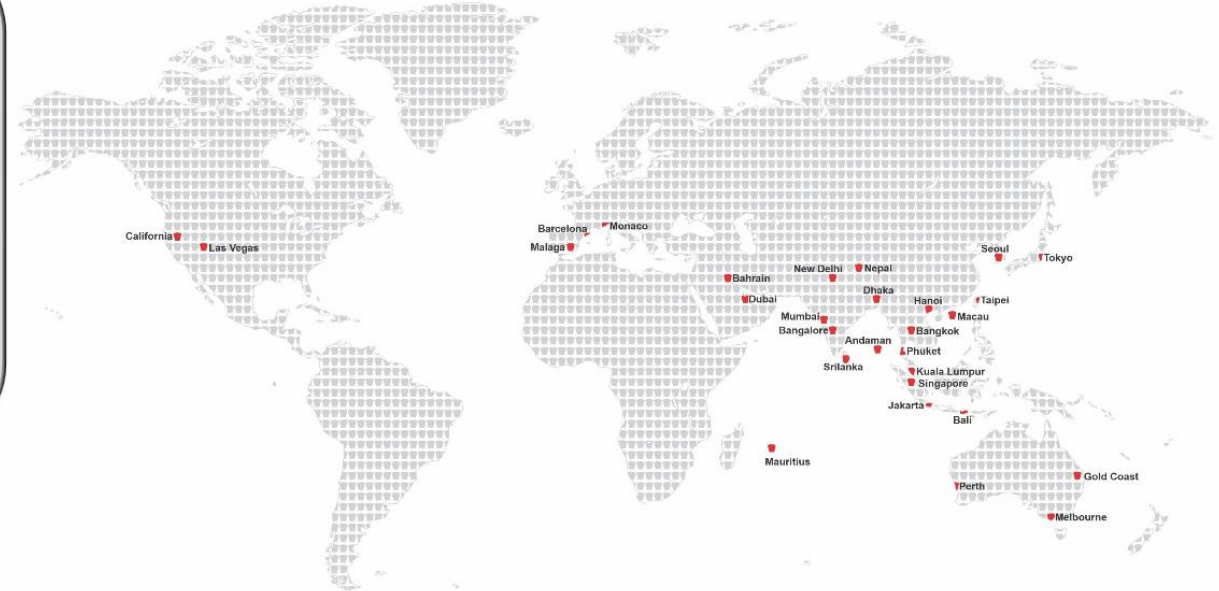 Monaco
Barcelona
California
Malaga
Las Vegas
Seoul
Tokyo
New Delhi
Nepal
Bahrain
Dhaka
Dubai
Hanoi
Taipei
Mumbai
Macau
Bangalore
Bangkok
Andaman
Phuket
Srilanka
Kuala Lumpur
Singapore
Jakarta
Bali
Mauritius
Gold Coast
Perth
Melbourne